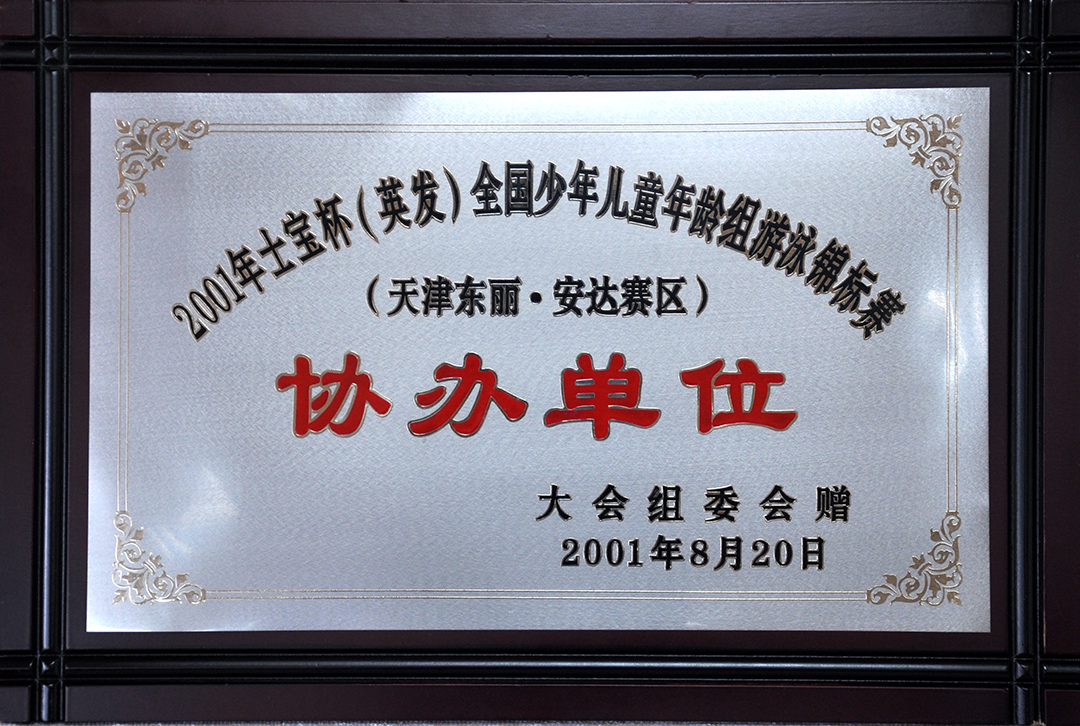 2001年士宝杯（英发）全国少年儿童年龄组游泳锦标赛
（天津东丽·安达赛区）
协办单位
大会组委会赠
2001年8月20日